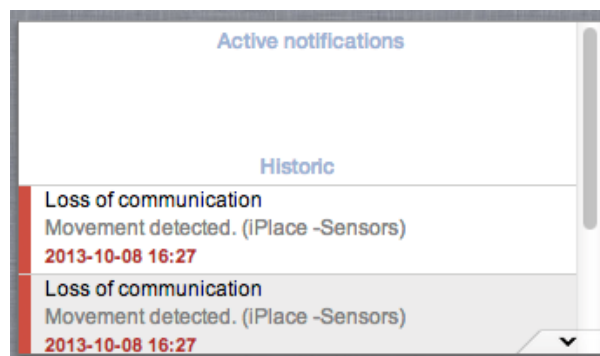 Active notifications
Historic
Loss of communication
Movement detected. (iPlace -Sensors)
2013-10-08 16:27
Loss of communication
Movement detected. (iPlace -Sensors)
2013-10-08 16:27